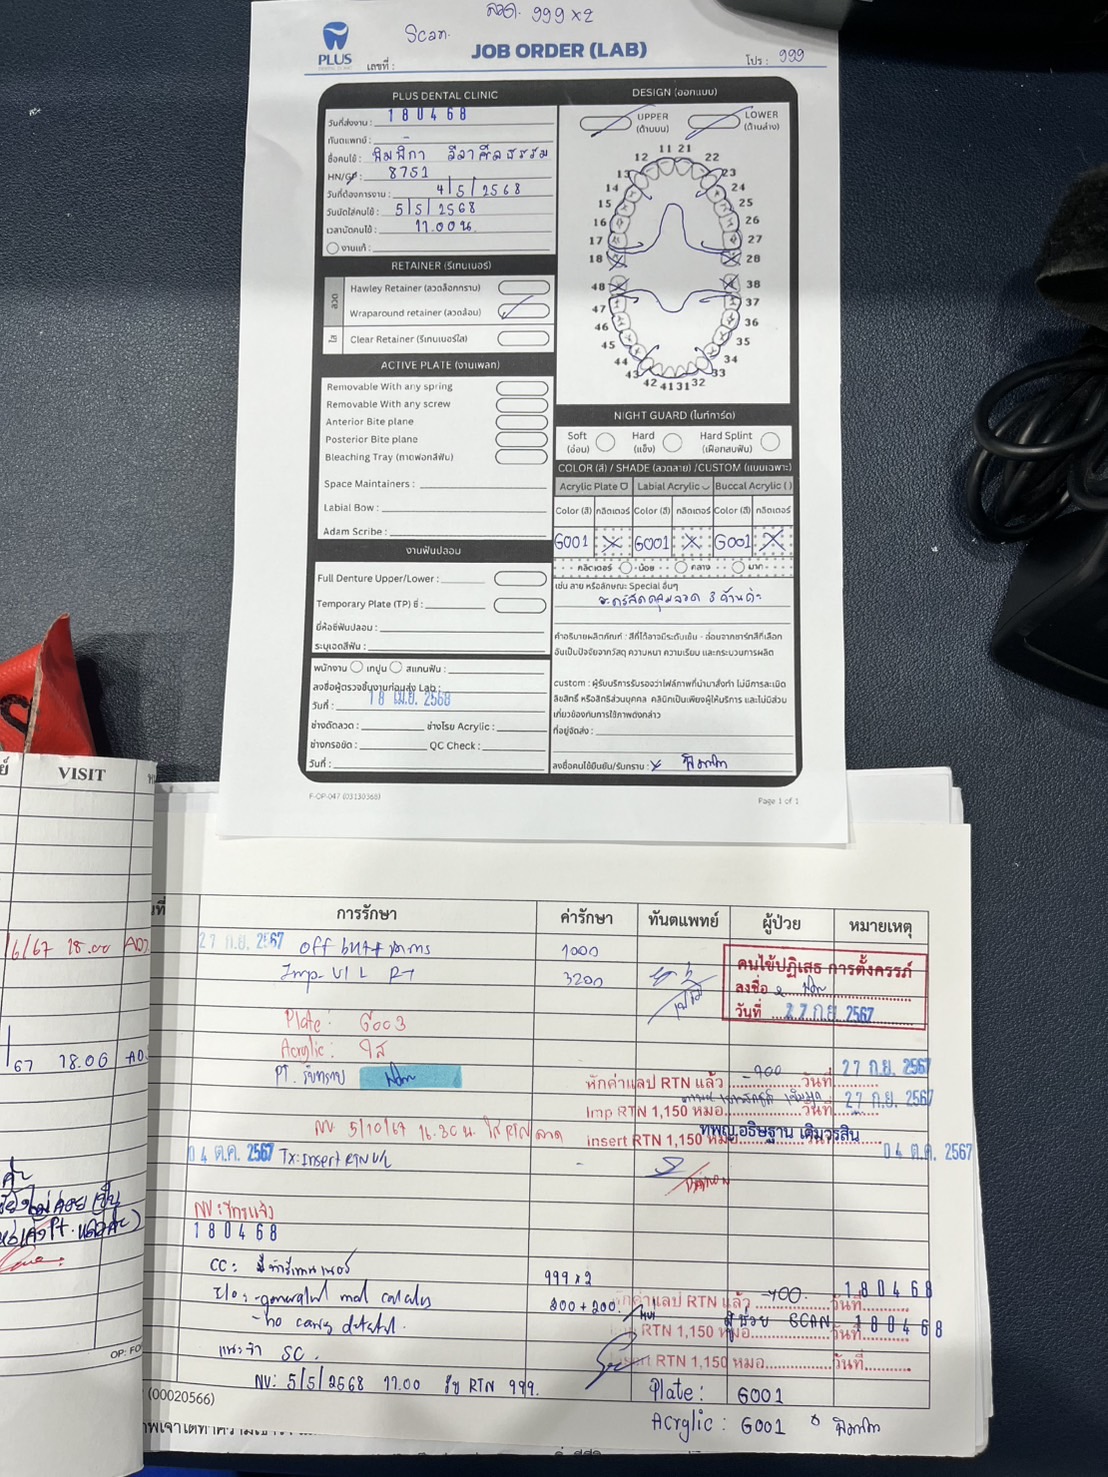 ลวด. 999 x 2
Scan.
PLUS
JOB ORDER (LAB)
เลขที่ :
โปร : 999
PLUS DENTAL CLINIC
วันที่ส่งงาน : 180468
ทันตแพทย์ : -
ชื่อคนไข้ :
HN/ : 8751
วันที่ต้องการงาน : 4/5/2568
วันนัดใส่คนไข้ : 5/5/2568
เวลานัดคนไข้ : 17.00 น.
งานแก้ :
RETAINER (รีเทนเนอร์)
ลวด
Hawley Retainer (ลวดล็อกกราม)
Wraparound retainer (ลวดล้อม)
ใส
Clear Retainer (รีเทนเนอร์ใส)
ACTIVE PLATE (งานเพลท)
Removable With any spring
Removable With any screw
Anterior Bite plane
Posterior Bite plane
Bleaching Tray (ถาดฟอกสีฟัน)
Space Maintainers :
Labial Bow :
Adam Scribe :
งานฟันปลอม
Full Denture Upper/Lower :
Temporary Plate (TP) ซี่ :
ยี่ห้อซี่ฟันปลอม :
ระบุเฉดสีฟัน :
พนักงาน เทปูน สแกนฟัน :
ลงชื่อผู้ตรวจชิ้นงานก่อนส่ง Lab :
วันที่ : 18 เม.ย. 2568
ช่างดัดลวด : ช่างโรย Acrylic :
ช่างกรอขัด : QC Check :
วันที่ :
DESIGN (ออกแบบ)
UPPER (ด้านบน)
LOWER (ด้านล่าง)
11 21
12 22
13 23
14 24
15 25
16 26
17 27
18 28
48 38
47 37
46 36
45 35
44 34
43 33
42 41 31 32
NIGHT GUARD (ไนท์การ์ด)
Soft (อ่อน)
Hard (แข็ง)
Hard Splint (เฝือกสบฟัน)
COLOR (สี) / SHADE (ลวดลาย) /CUSTOM (แบบเฉพาะ)
Acrylic Plate Labial Acrylic Buccal Acrylic ( )
Color (สี) กลิตเตอร์ Color (สี) กลิตเตอร์ Color (สี) กลิตเตอร์
G001 G001 G001
กลิตเตอร์ น้อย กลาง มาก
เช่น ลาย หรือลักษณะ Special อื่นๆ
คำอธิบายผลิตภัณฑ์ : สีที่ได้อาจมีระดับเข้ม - อ่อนจากชาร์ทสีที่เลือก
อันเป็นปัจจัยจากวัสดุ ความหนา ความเรียบ และกระบวนการผลิต
custom : ผู้รับบริการรับรองว่าไฟล์ภาพที่นำมาสั่งทำ ไม่มีการละเมิด
ลิขสิทธิ์ หรือสิทธิส่วนบุคคล คลินิกเป็นเพียงผู้ให้บริการ และไม่มีส่วน
เกี่ยวข้องกับการใช้ภาพดังกล่าว
ที่อยู่จัดส่ง :
ลงชื่อคนไข้ยืนยัน/รับทราบ : x
F-OP-047 (03130368)
Page 1 of 1
VISIT
/6/67 18.00
67 18.00
OP: FO
(00020566)
การรักษา ค่ารักษา ทันตแพทย์ ผู้ป่วย หมายเหตุ
27 ก.ย. 2567 off 1000
Imp U/L RT 3200
คนไข้ปฏิเสธ การตั้งครรภ์
ลงชื่อ
วันที่ 27 ก.ย. 2567
Plate : G003
Acrylic : ใส
PT. รับทราบ
หักค่าแลป RTN แล้ว -900 วันที่ 27 ก.ย. 2567
Imp RTN 1,150 หมอ วันที่ 27 ก.ย. 2567
NV 5/10/67 16.30 น. ใส่ RTN ลวด
insert RTN 1,150 หมอ ทพญ.อธิษฐาน เติมวรสิน 04 ต.ค. 2567
04 ต.ค. 2567 Tx: Insert RTN U/L -
180468
CC : มาทำรีเทนเนอร์
999 x 2
หักค่าแลป RTN แล้ว -400 วันที่ 180468
200 + 200
Imp RTN 1,150 หมอ ผู้ช่วย SCAN วันที่ 180468
- no caries detected.
แนะนำ SC.
insert RTN 1,150 หมอ วันที่
NV : 5/5/2568 17.00 รับ RTN 999.
Plate : G001
Acrylic : G001